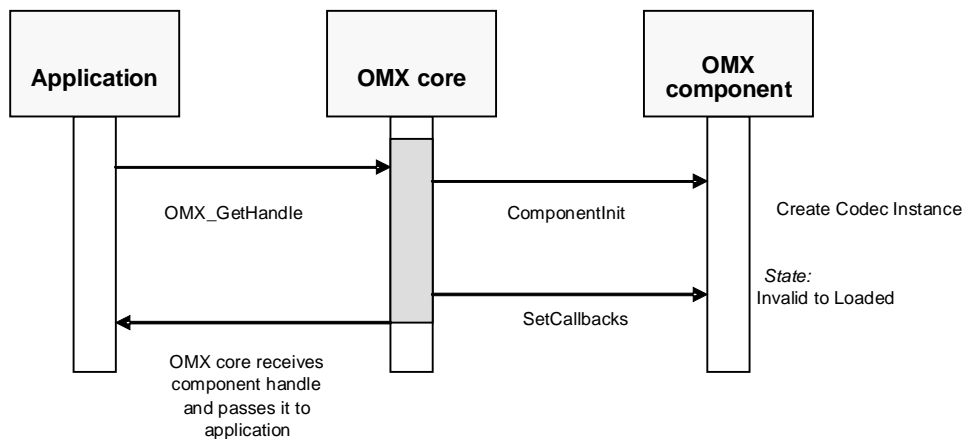 Application
OMX core
OMX
component
OMX_GetHandle
ComponentInit
Create Codec Instance
State:
Invalid to Loaded
SetCallbacks
OMX core receives
component handle
and passes it to
application